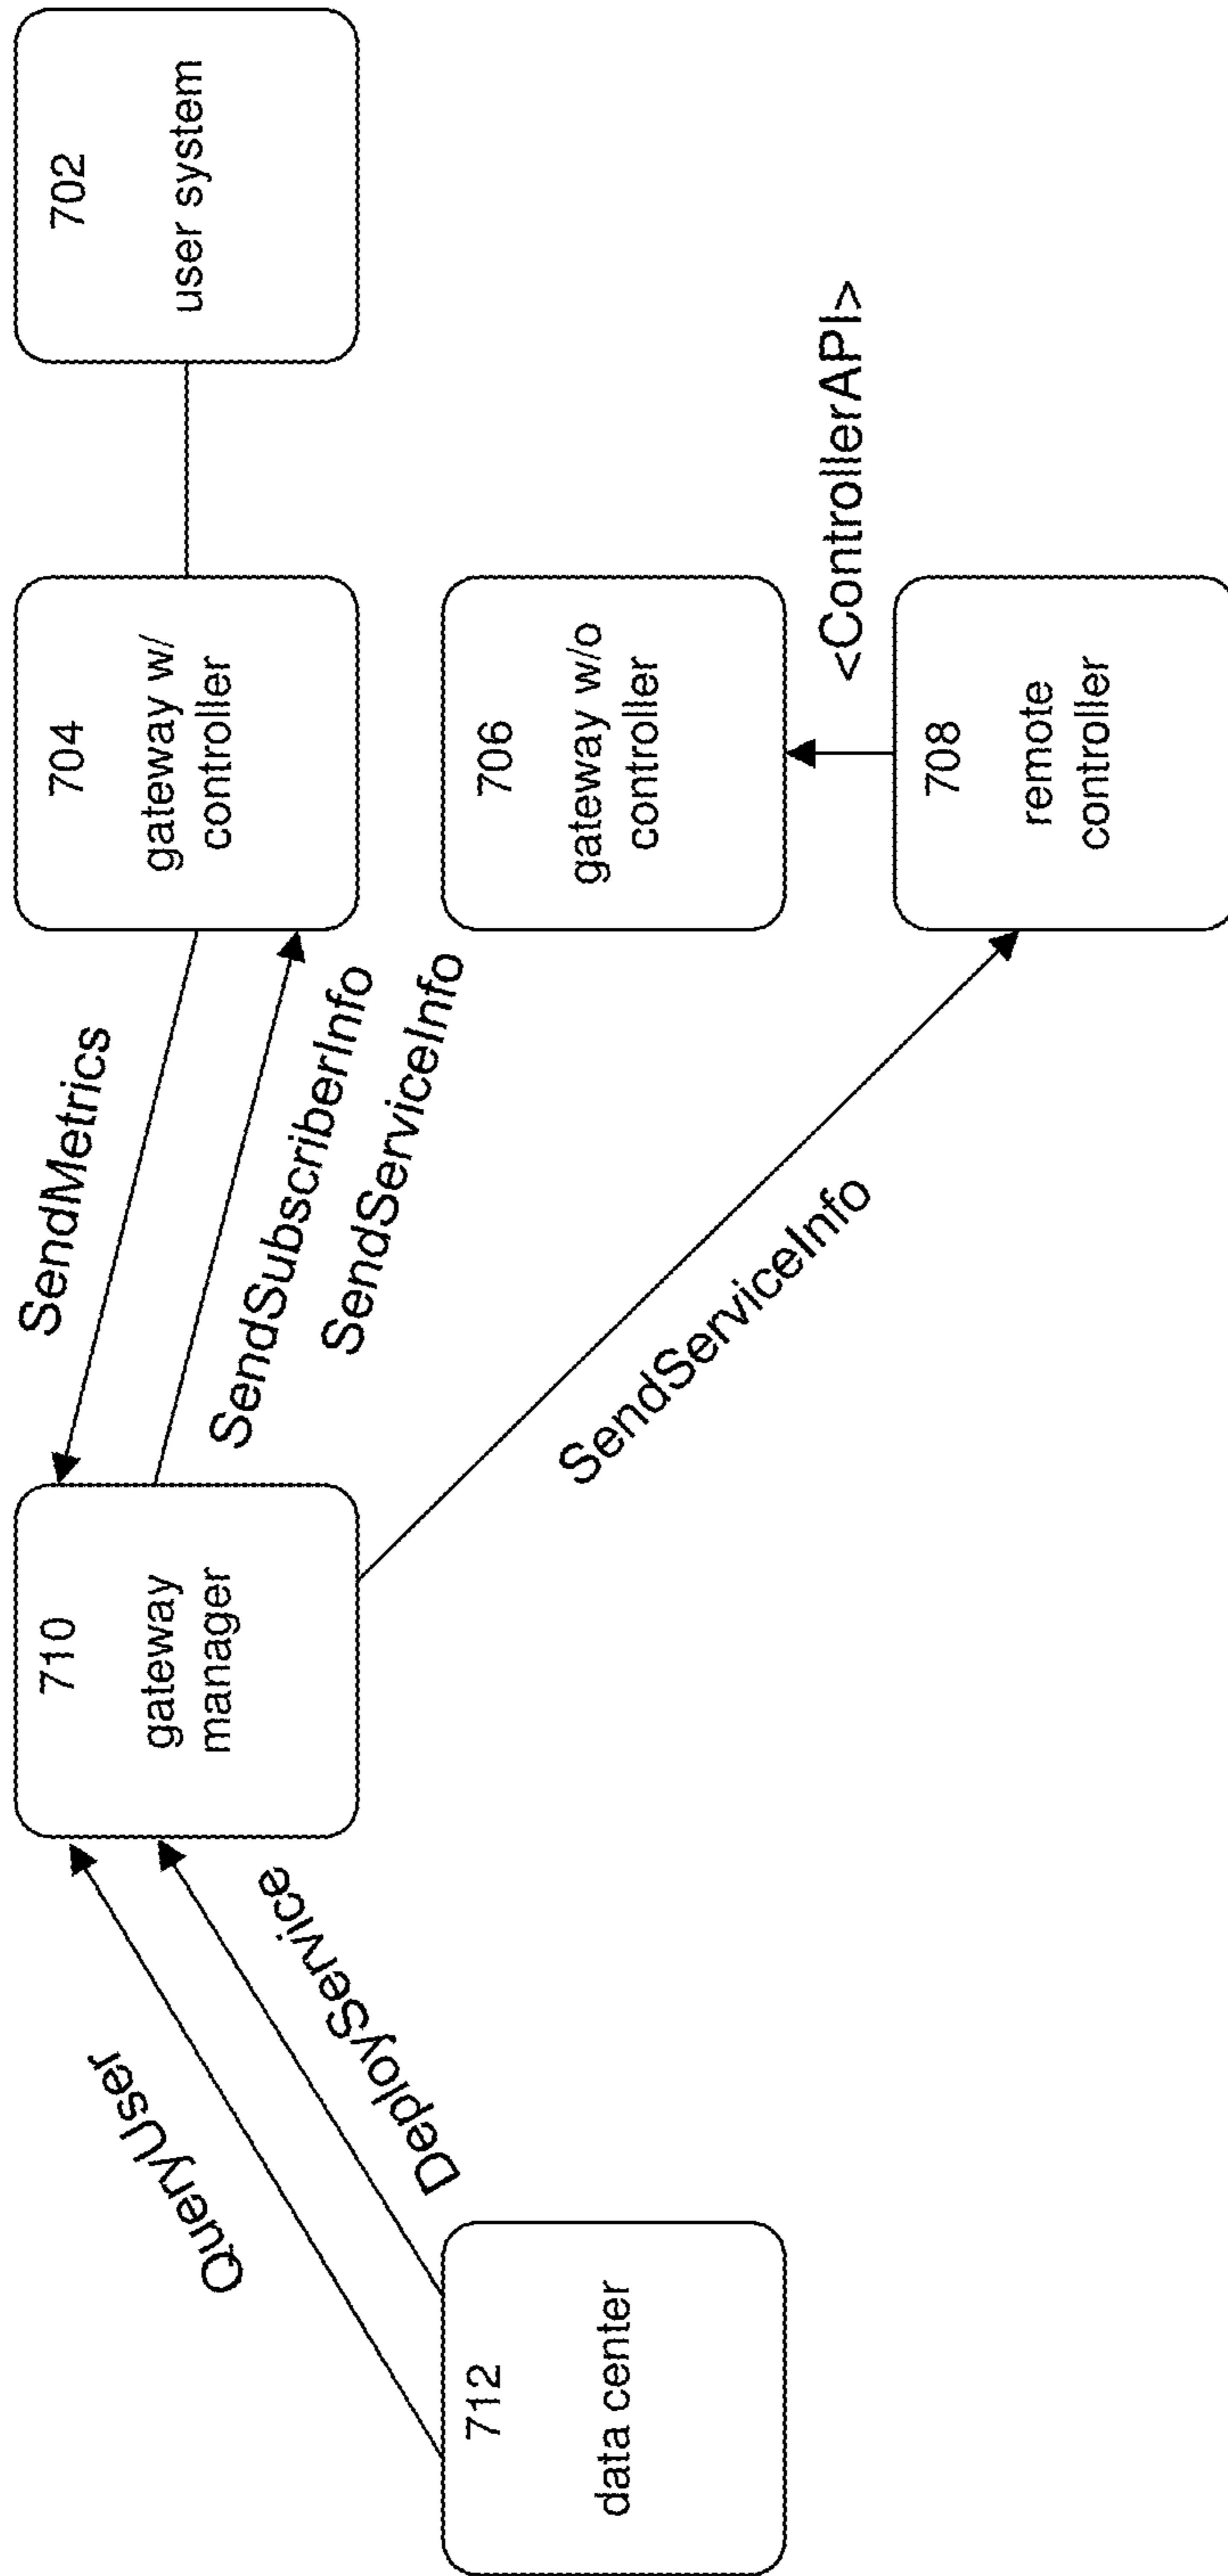 712
data center
QueryUser
DeployService
710
gateway
manager
SendMetrics
SendSubscriberInfo
SendServiceInfo
SendServiceInfo
704
gateway w/
controller
706
gateway w/o
controller
<ControllerAPI>
708
remote
controller
702
user system